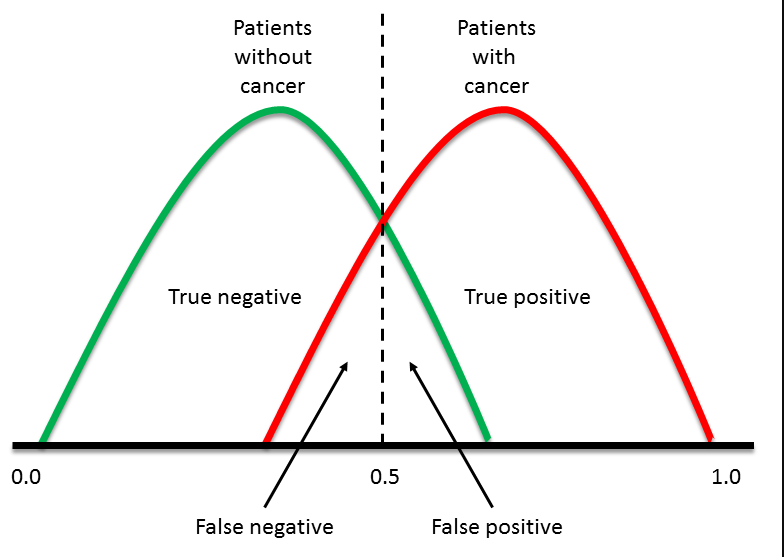 Patients
without
cancer
Patients
with
cancer
True negative
True positive
0.0
0.5
1.0
False negative
False positive